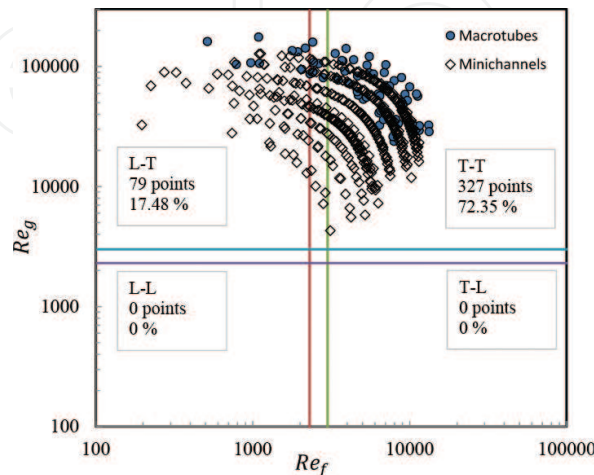 Macrotubes
Minichannels
100000
10000
1000
100
Re_g
L-T
79 points
17.48 %
T-T
327 points
72.35 %
L-L
0 points
0 %
T-L
0 points
0 %
100
1000
10000
100000
Re_f